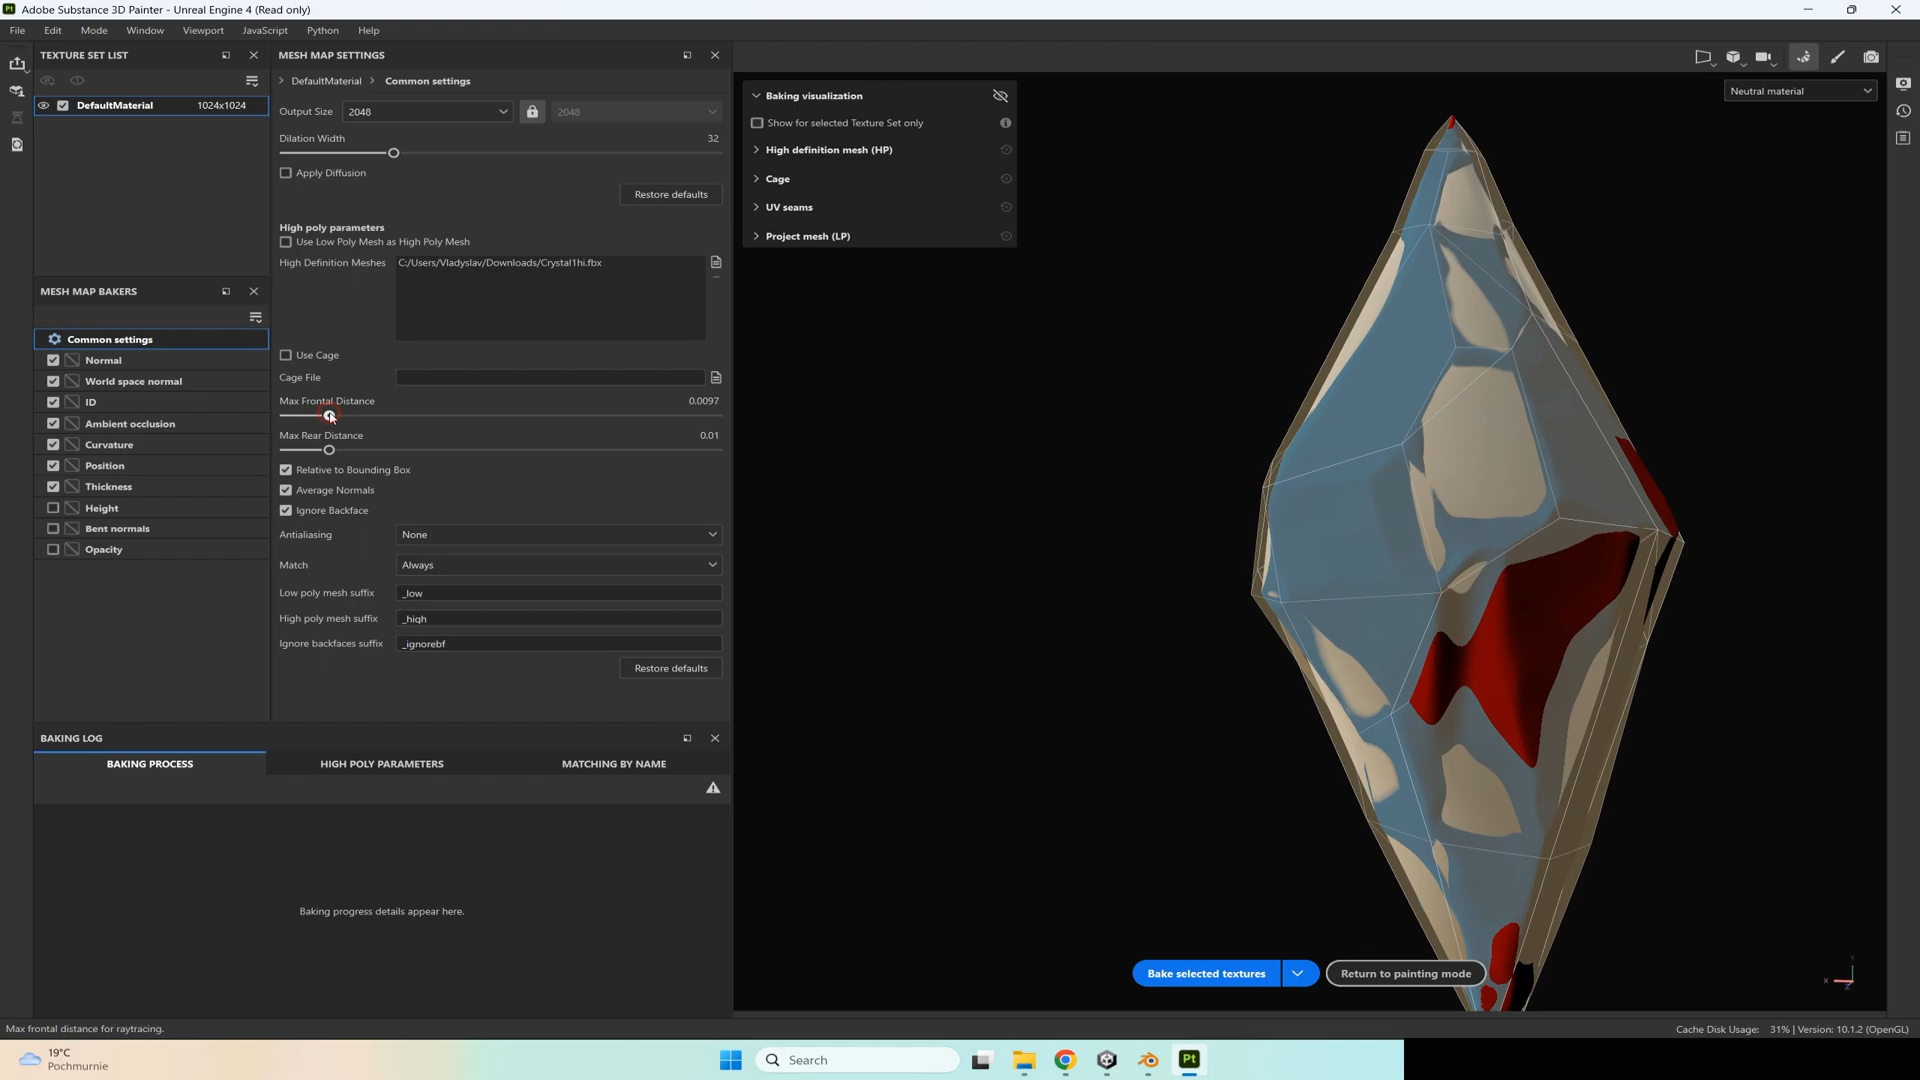 Adobe Substance 3D Painter - Unreal Engine 4 (Read only)
File Edit Mode Window Viewport JavaScript Python Help
TEXTURE SET LIST
DefaultMaterial 1024x1024
MESH MAP BAKERS
Common settings
Normal
World space normal
ID
Ambient occlusion
Curvature
Position
Thickness
Height
Bent normals
Opacity
MESH MAP SETTINGS
DefaultMaterial Common settings
Output Size 2048 2048
Dilation Width 32
Apply Diffusion
Restore defaults
High poly parameters
Use Low Poly Mesh as High Poly Mesh
High Definition Meshes C:/Users/Vladyslav/Downloads/Crystal1hi.fbx
Use Cage
Cage File
Max Frontal Distance 0.0097
Max Rear Distance 0.01
Relative to Bounding Box
Average Normals
Ignore Backface
Antialiasing None
Match Always
Low poly mesh suffix _low
High poly mesh suffix _high
Ignore backfaces suffix _ignorebf
Restore defaults
BAKING LOG
BAKING PROCESS HIGH POLY PARAMETERS MATCHING BY NAME
Baking progress details appear here.
Baking visualization
Show for selected Texture Set only
High definition mesh (HP)
Cage
UV seams
Project mesh (LP)
Neutral material
Bake selected textures Return to painting mode
Y
X
Z
Max frontal distance for raytracing.
Cache Disk Usage: 31% | Version: 10.1.2 (OpenGL)
19°C
Pochmurnie
Search
Pt